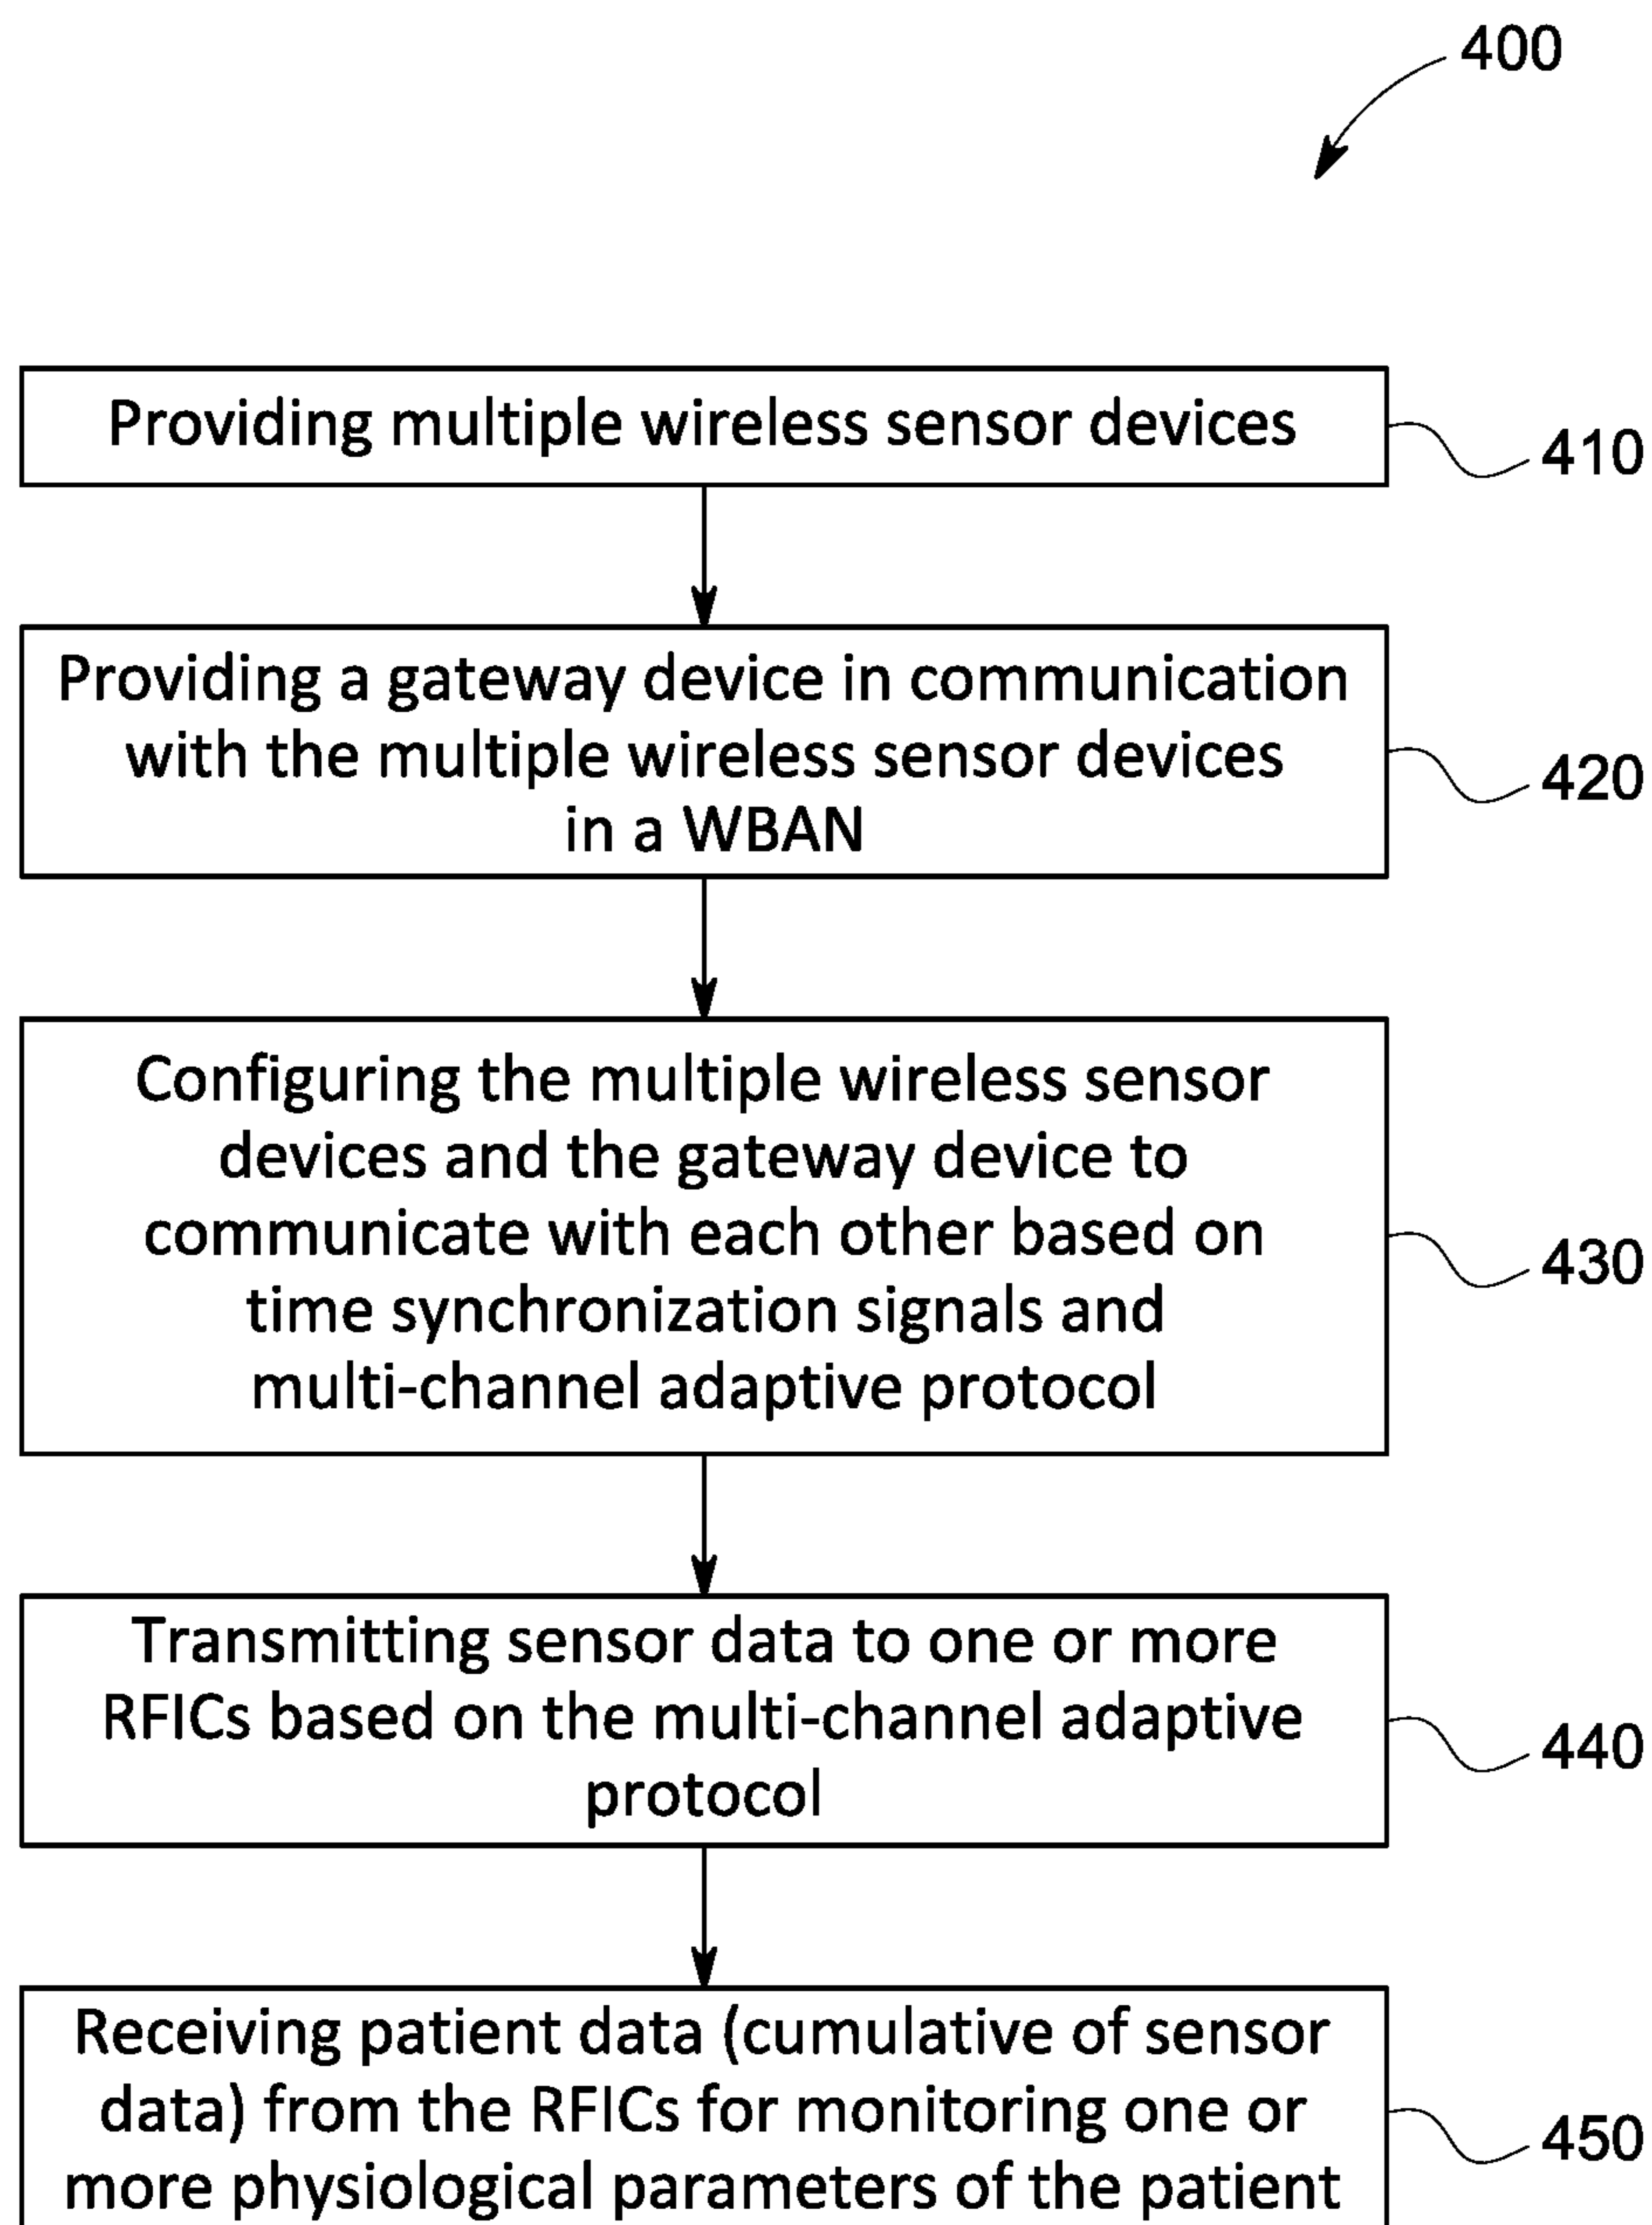 400
Providing multiple wireless sensor devices
410
Providing a gateway device in communication
with the multiple wireless sensor devices
in a WBAN
420
Configuring the multiple wireless sensor
devices and the gateway device to
communicate with each other based on
time synchronization signals and
multi-channel adaptive protocol
430
Transmitting sensor data to one or more
RFICs based on the multi-channel adaptive
protocol
440
Receiving patient data (cumulative of sensor
data) from the RFICs for monitoring one or
more physiological parameters of the patient
450